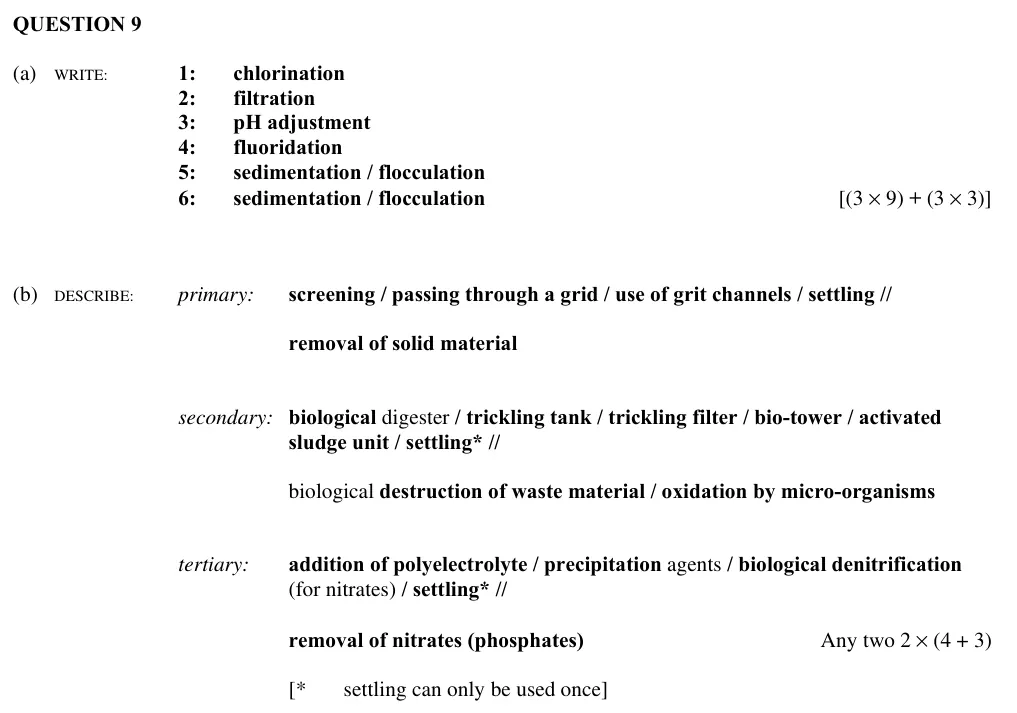 QUESTION 9
(a) WRITE: 1: chlorination
2: filtration
3: pH adjustment
4: fluoridation
5: sedimentation / flocculation
6: sedimentation / flocculation [(3 × 9) + (3 × 3)]
(b) DESCRIBE: primary: screening / passing through a grid / use of grit channels / settling //
removal of solid material
secondary: biological digester / trickling tank / trickling filter / bio-tower / activated
sludge unit / settling* //
biological destruction of waste material / oxidation by micro-organisms
tertiary: addition of polyelectrolyte / precipitation agents / biological denitrification
(for nitrates) / settling* //
removal of nitrates (phosphates) Any two 2 × (4 + 3)
[* settling can only be used once]